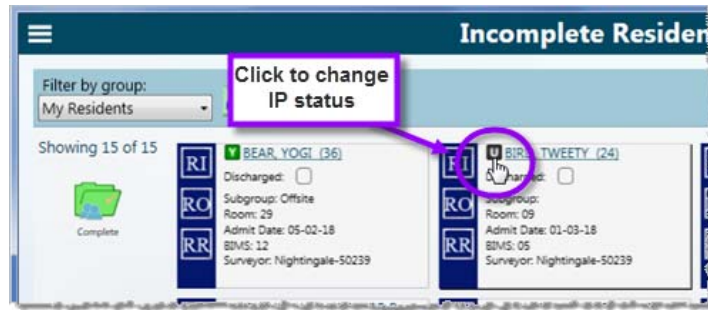 Incomplete Residen
Click to change
IP status
Filter by group:
My Residents
Showing 15 of 15
Complete
RI
RO
RR
Y BEAR, YOGI (36)
Discharged:
Subgroup: Offsite
Room: 29
Admit Date: 05-02-18
BIMS: 12
Surveyor: Nightingale-50239
RI
RO
RR
U BIRD, TWEETY (24)
Subgroup:
Room: 09
Admit Date: 01-03-18
BIMS: 05
Surveyor: Nightingale-50239